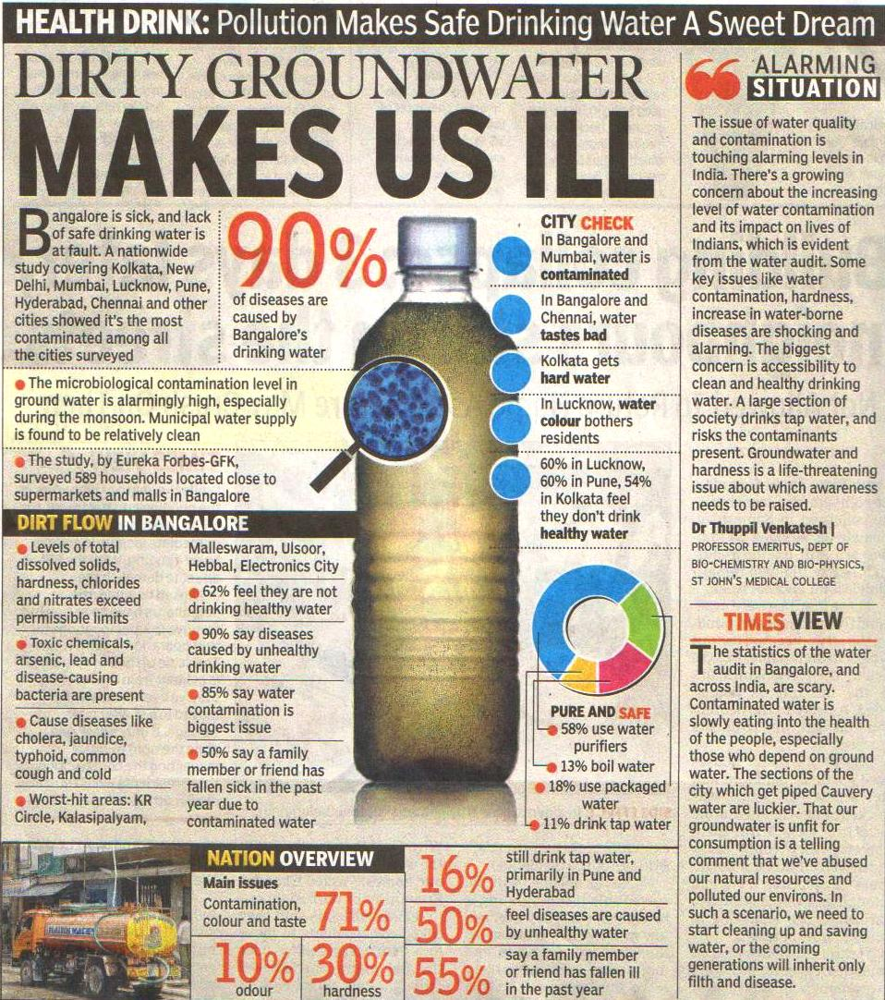 HEALTH DRINK: Pollution Makes Safe Drinking Water A Sweet Dream
DIRTY GROUNDWATER
MAKES US ILL
Bangalore is sick, and lack
of safe drinking water is
at fault. A nationwide
study covering Kolkata, New
Delhi, Mumbai, Lucknow, Pune,
Hyderabad, Chennai and other
cities showed it's the most
contaminated among all
the cities surveyed
90%
of diseases are
caused by
Bangalore's
drinking water
● The microbiological contamination level in
ground water is alarmingly high, especially
during the monsoon. Municipal water supply
is found to be relatively clean
● The study, by Eureka Forbes-GFK,
surveyed 589 households located close to
supermarkets and malls in Bangalore
CITY CHECK
In Bangalore and
Mumbai, water is
contaminated
In Bangalore and
Chennai, water
tastes bad
Kolkata gets
hard water
In Lucknow, water
colour bothers
residents
60% in Lucknow,
60% in Pune, 54%
in Kolkata feel
they don't drink
healthy water
DIRT FLOW IN BANGALORE
● Levels of total
dissolved solids,
hardness, chlorides
and nitrates exceed
permissible limits
● Toxic chemicals,
arsenic, lead and
disease-causing
bacteria are present
● Cause diseases like
cholera, jaundice,
typhoid, common
cough and cold
● Worst-hit areas: KR
Circle, Kalasipalyam,
Malleswaram, Ulsoor,
Hebbal, Electronics City
● 62% feel they are not
drinking healthy water
● 90% say diseases
caused by unhealthy
drinking water
● 85% say water
contamination is
biggest issue
● 50% say a family
member or friend has
fallen sick in the past
year due to
contaminated water
PURE AND SAFE
● 58% use water
purifiers
● 13% boil water
● 18% use packaged
water
● 11% drink tap water
NATION OVERVIEW
Main issues
Contamination,
colour and taste
71%
10%
odour
30%
hardness
16%
still drink tap water,
primarily in Pune and
Hyderabad
50%
feel diseases are caused
by unhealthy water
55%
say a family member
or friend has fallen ill
in the past year
ALARMING
SITUATION
The issue of water quality
and contamination is
touching alarming levels in
India. There's a growing
concern about the increasing
level of water contamination
and its impact on lives of
Indians, which is evident
from the water audit. Some
key issues like water
contamination, hardness,
increase in water-borne
diseases are shocking and
alarming. The biggest
concern is accessibility to
clean and healthy drinking
water. A large section of
society drinks tap water, and
risks the contaminants
present. Groundwater and
hardness is a life-threatening
issue about which awareness
needs to be raised.
Dr Thuppil Venkatesh |
PROFESSOR EMERITUS, DEPT OF
BIO-CHEMISTRY AND BIO-PHYSICS,
ST JOHN'S MEDICAL COLLEGE
TIMES VIEW
The statistics of the water
audit in Bangalore, and
across India, are scary.
Contaminated water is
slowly eating into the health
of the people, especially
those who depend on ground
water. The sections of the
city which get piped Cauvery
water are luckier. That our
groundwater is unfit for
consumption is a telling
comment that we've abused
our natural resources and
polluted our environs. In
such a scenario, we need to
start cleaning up and saving
water, or the coming
generations will inherit only
filth and disease.